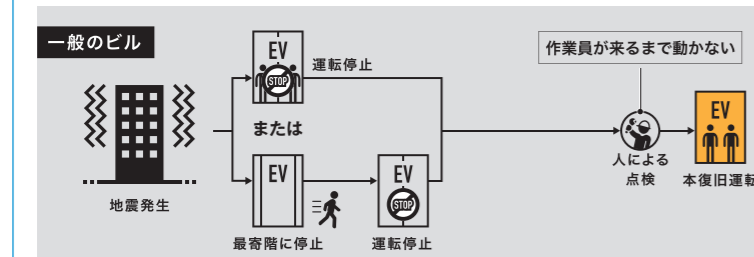 一般のビル
地震発生
EV
STOP
運転停止
または
EV
最寄階に停止
EV
STOP
運転停止
作業員が来るまで動かない
人による
点検
EV
本復旧運転